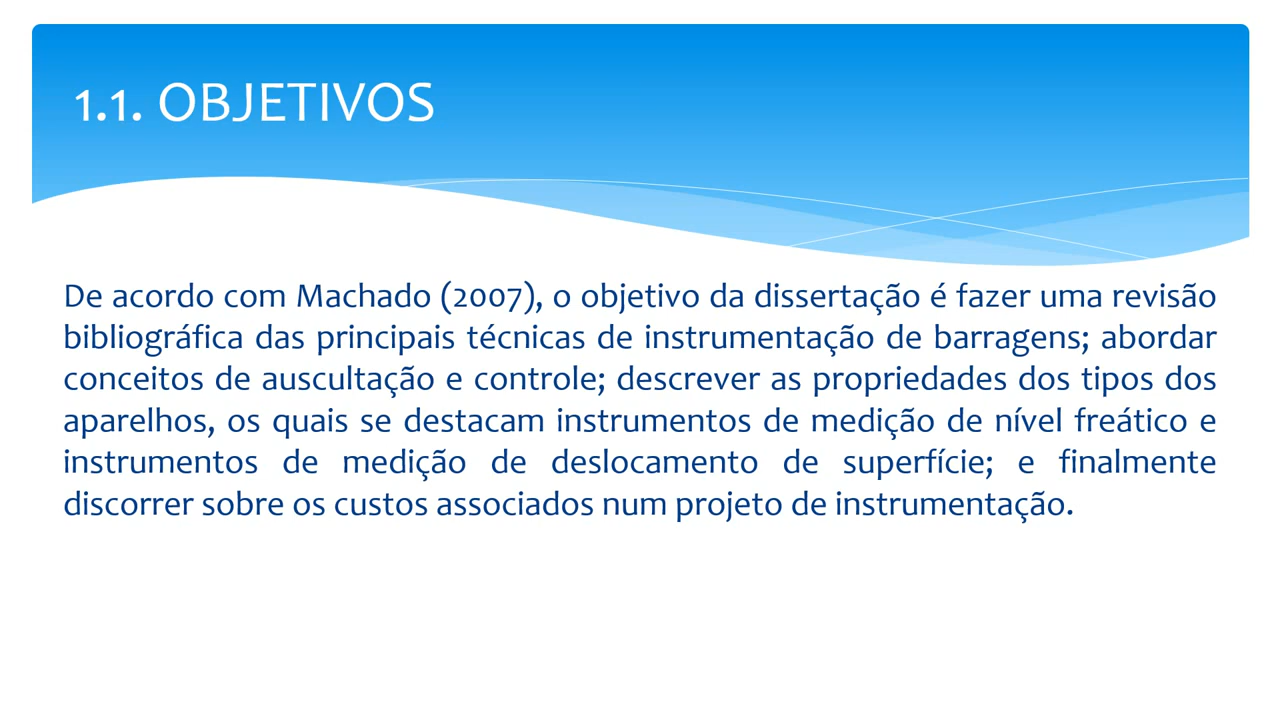 1.1. OBJETIVOS
De acordo com Machado (2007), o objetivo da dissertação é fazer uma revisão
bibliográfica das principais técnicas de instrumentação de barragens; abordar
conceitos de auscultação e controle; descrever as propriedades dos tipos dos
aparelhos, os quais se destacam instrumentos de medição de nível freático e
instrumentos de medição de deslocamento de superfície; e finalmente
discorrer sobre os custos associados num projeto de instrumentação.